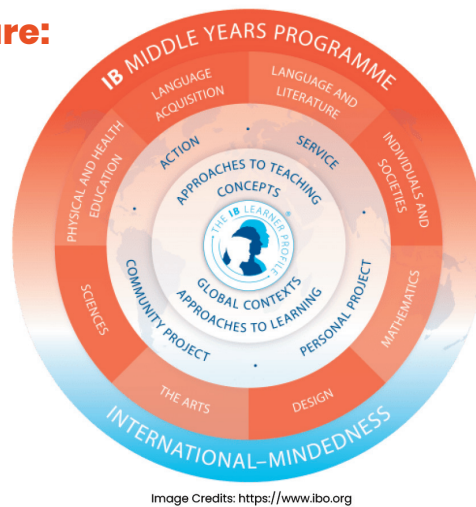 are:
IB MIDDLE YEARS PROGRAMME
LANGUAGE
ACQUISITION
LANGUAGE AND
LITERATURE
PHYSICAL AND HEALTH
EDUCATION
INDIVIDUALS AND
SOCIETIES
SCIENCES
MATHEMATICS
THE ARTS
DESIGN
ACTION
SERVICE
COMMUNITY PROJECT
PERSONAL PROJECT
APPROACHES TO TEACHING
CONCEPTS
THE IB LEARNER PROFILE
®
GLOBAL CONTEXTS
APPROACHES TO LEARNING
INTERNATIONAL–MINDEDNESS
Image Credits: https://www.ibo.org